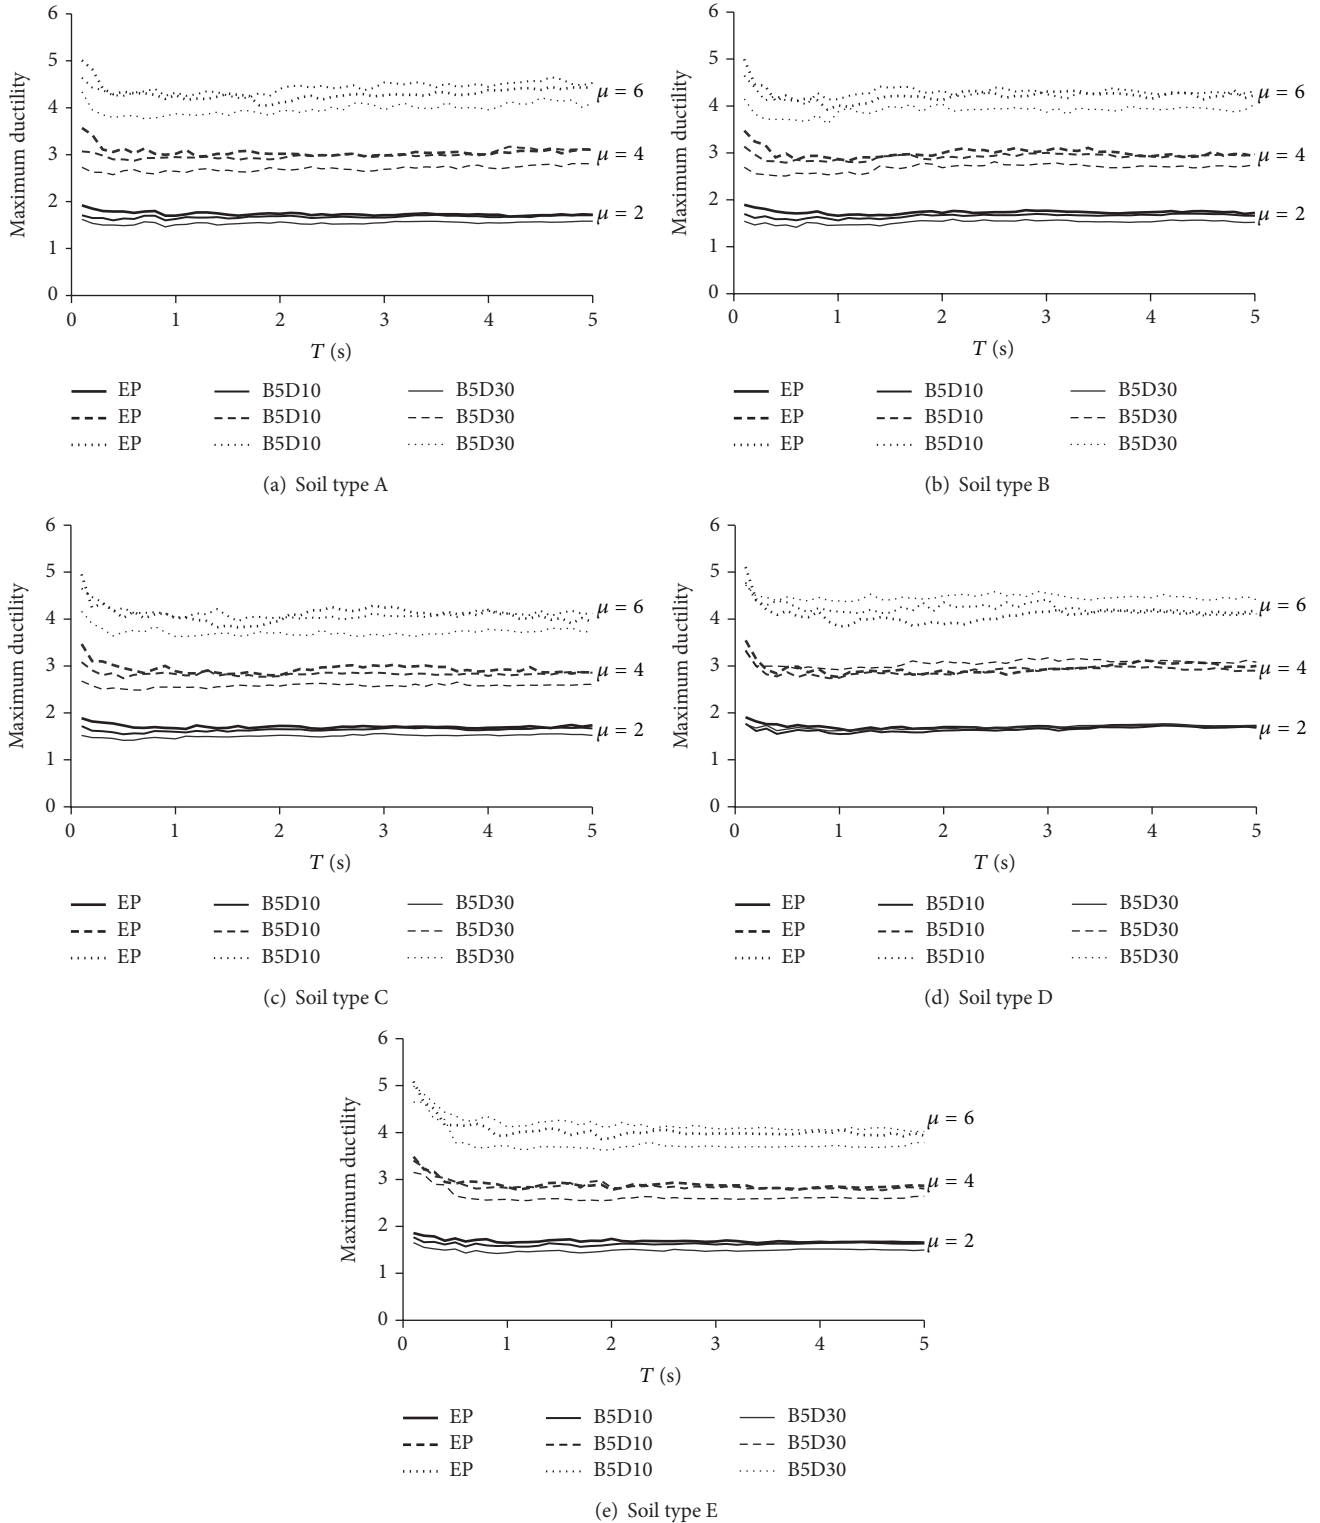 6
5
4
3
2
1
0
Maximum ductility
μ = 6
μ = 4
μ = 2
0 1 2 3 4 5
T (s)
EP B5D10 B5D30
EP B5D10 B5D30
EP B5D10 B5D30
(a) Soil type A
6
5
4
3
2
1
0
Maximum ductility
μ = 6
μ = 4
μ = 2
0 1 2 3 4 5
T (s)
EP B5D10 B5D30
EP B5D10 B5D30
EP B5D10 B5D30
(b) Soil type B
6
5
4
3
2
1
0
Maximum ductility
μ = 6
μ = 4
μ = 2
0 1 2 3 4 5
T (s)
EP B5D10 B5D30
EP B5D10 B5D30
EP B5D10 B5D30
(c) Soil type C
6
5
4
3
2
1
0
Maximum ductility
μ = 6
μ = 4
μ = 2
0 1 2 3 4 5
T (s)
EP B5D10 B5D30
EP B5D10 B5D30
EP B5D10 B5D30
(d) Soil type D
6
5
4
3
2
1
0
Maximum ductility
μ = 6
μ = 4
μ = 2
0 1 2 3 4 5
T (s)
EP B5D10 B5D30
EP B5D10 B5D30
EP B5D10 B5D30
(e) Soil type E